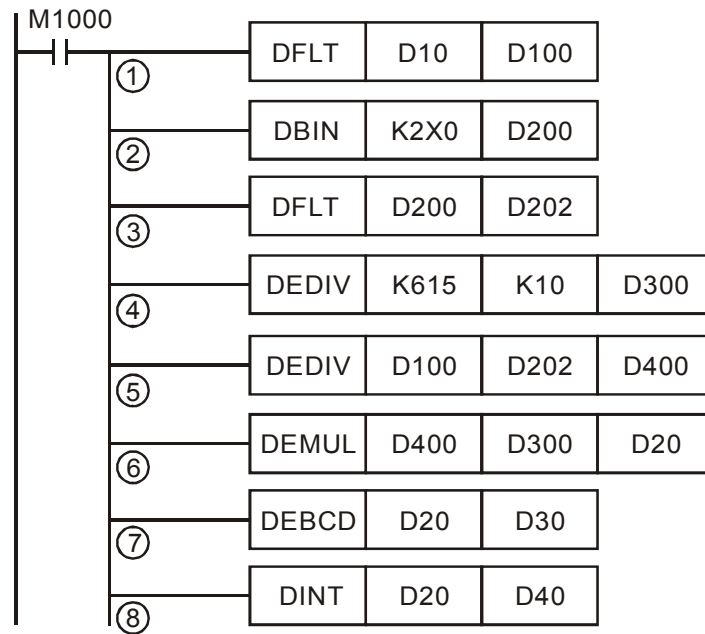 M1000
① DFLT D10 D100
② DBIN K2X0 D200
③ DFLT D200 D202
④ DEDIV K615 K10 D300
⑤ DEDIV D100 D202 D400
⑥ DEMUL D400 D300 D20
⑦ DEBCD D20 D30
⑧ DINT D20 D40